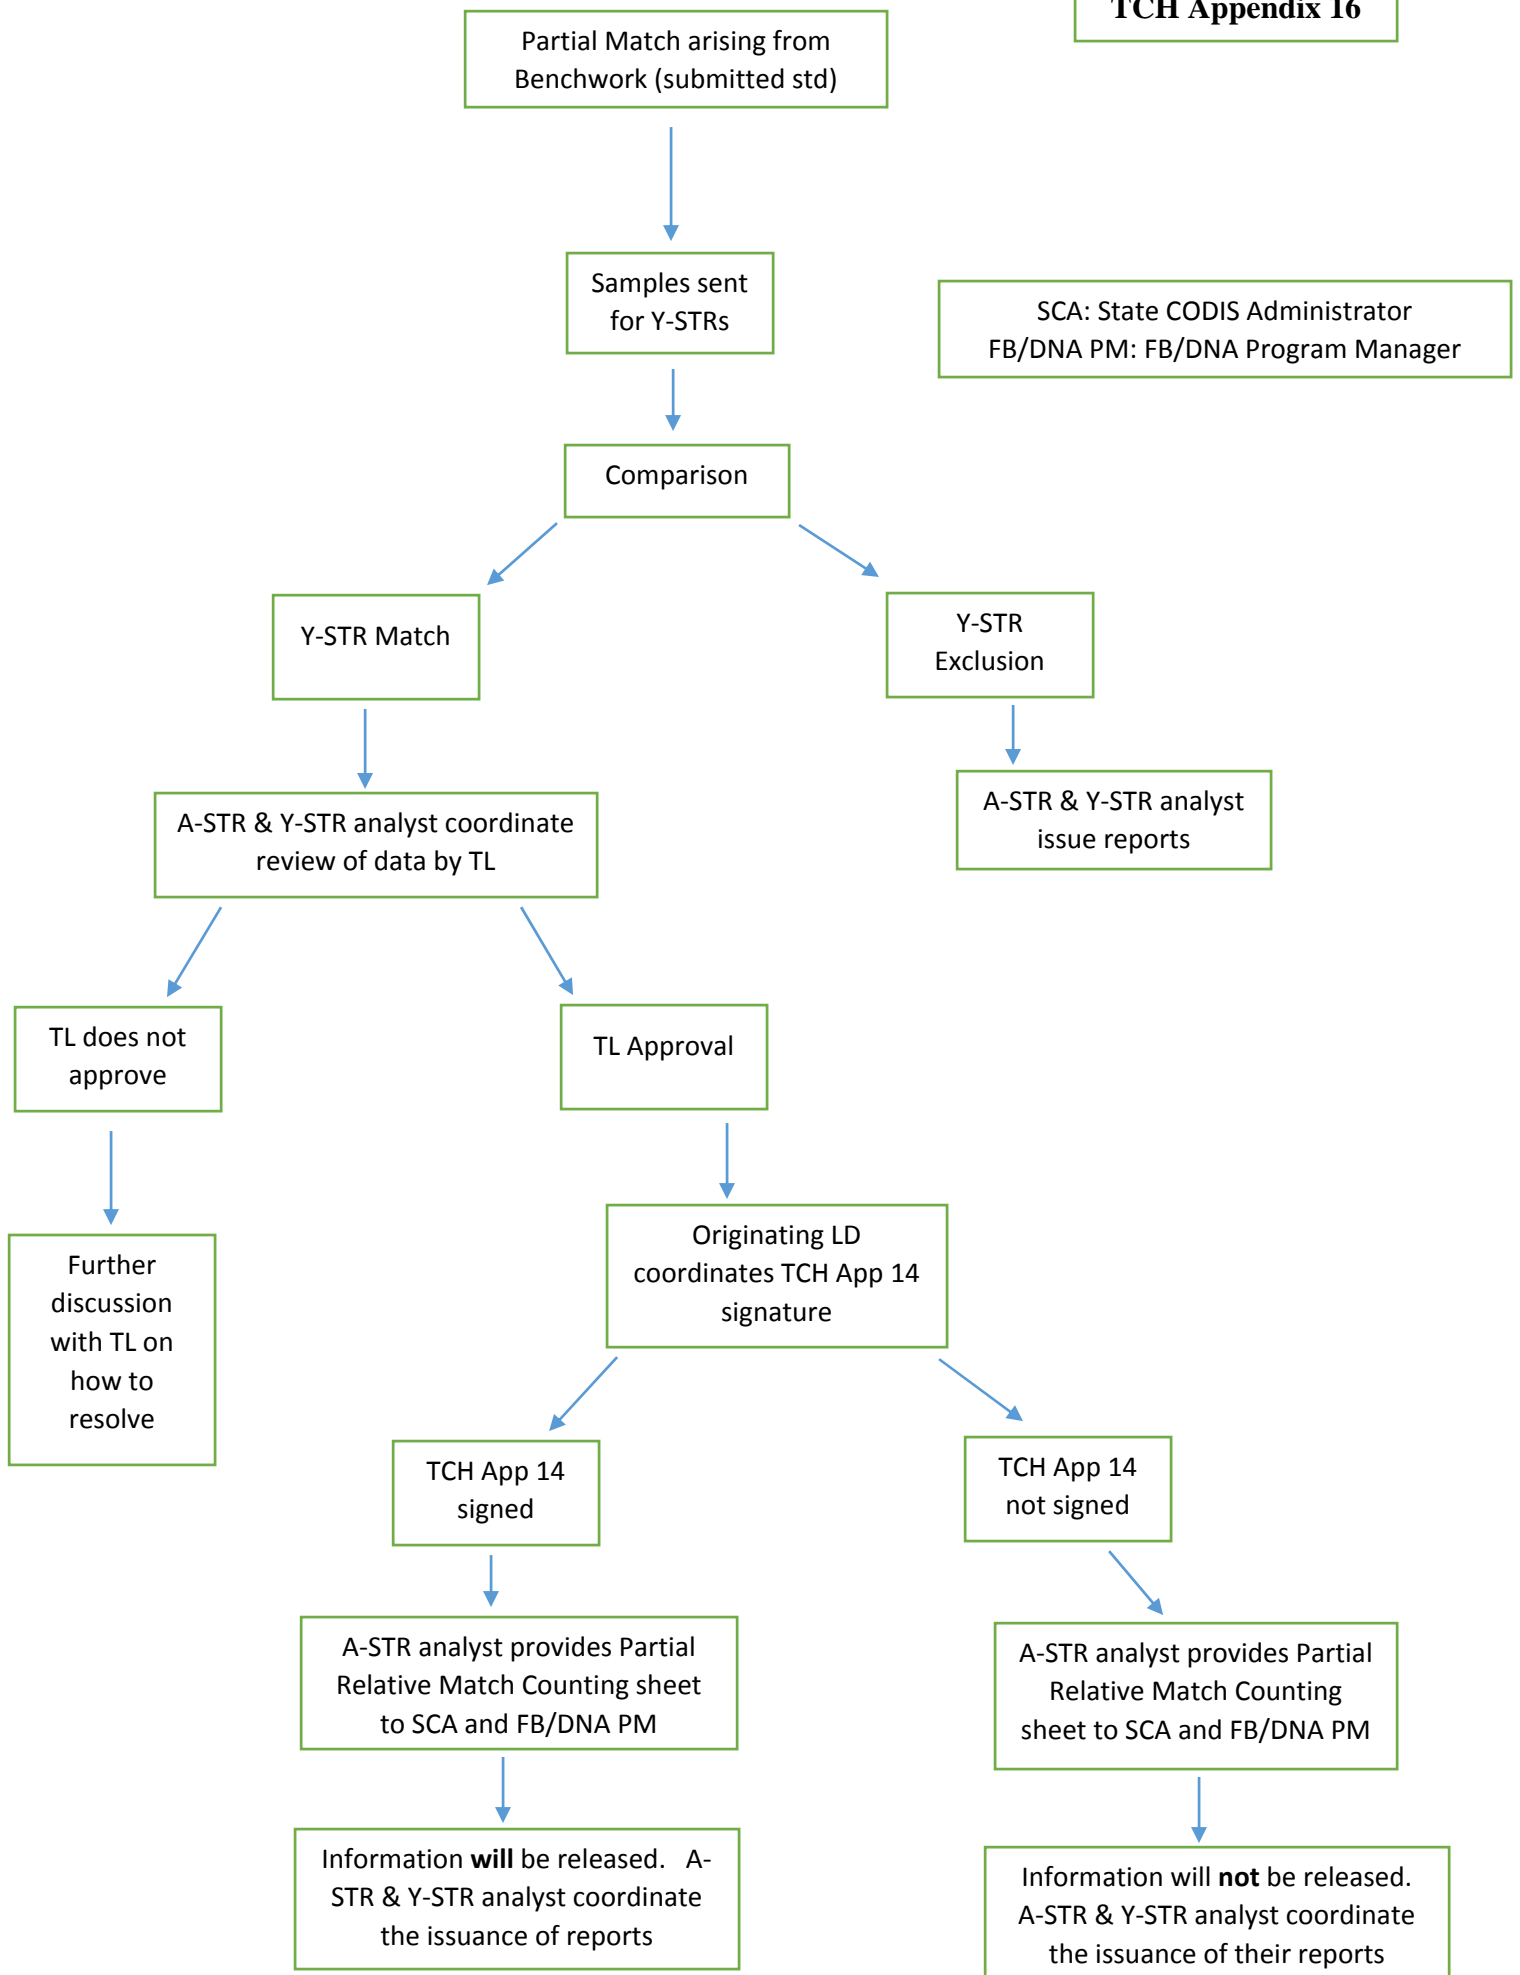 TCH Appendix 16
Partial Match arising from
Benchwork (submitted std)
Samples sent
for Y-STRs
SCA: State CODIS Administrator
FB/DNA PM: FB/DNA Program Manager
Comparison
Y-STR Match
Y-STR
Exclusion
A-STR & Y-STR analyst coordinate
review of data by TL
A-STR & Y-STR analyst
issue reports
TL does not
approve
TL Approval
Further
discussion
with TL on
how to
resolve
Originating LD
coordinates TCH App 14
signature
TCH App 14
signed
TCH App 14
not signed
A-STR analyst provides Partial
Relative Match Counting sheet
to SCA and FB/DNA PM
A-STR analyst provides Partial
Relative Match Counting
sheet to SCA and FB/DNA PM
Information will be released.   A-
STR & Y-STR analyst coordinate
the issuance of reports
Information will not be released.
A-STR & Y-STR analyst coordinate
the issuance of their reports